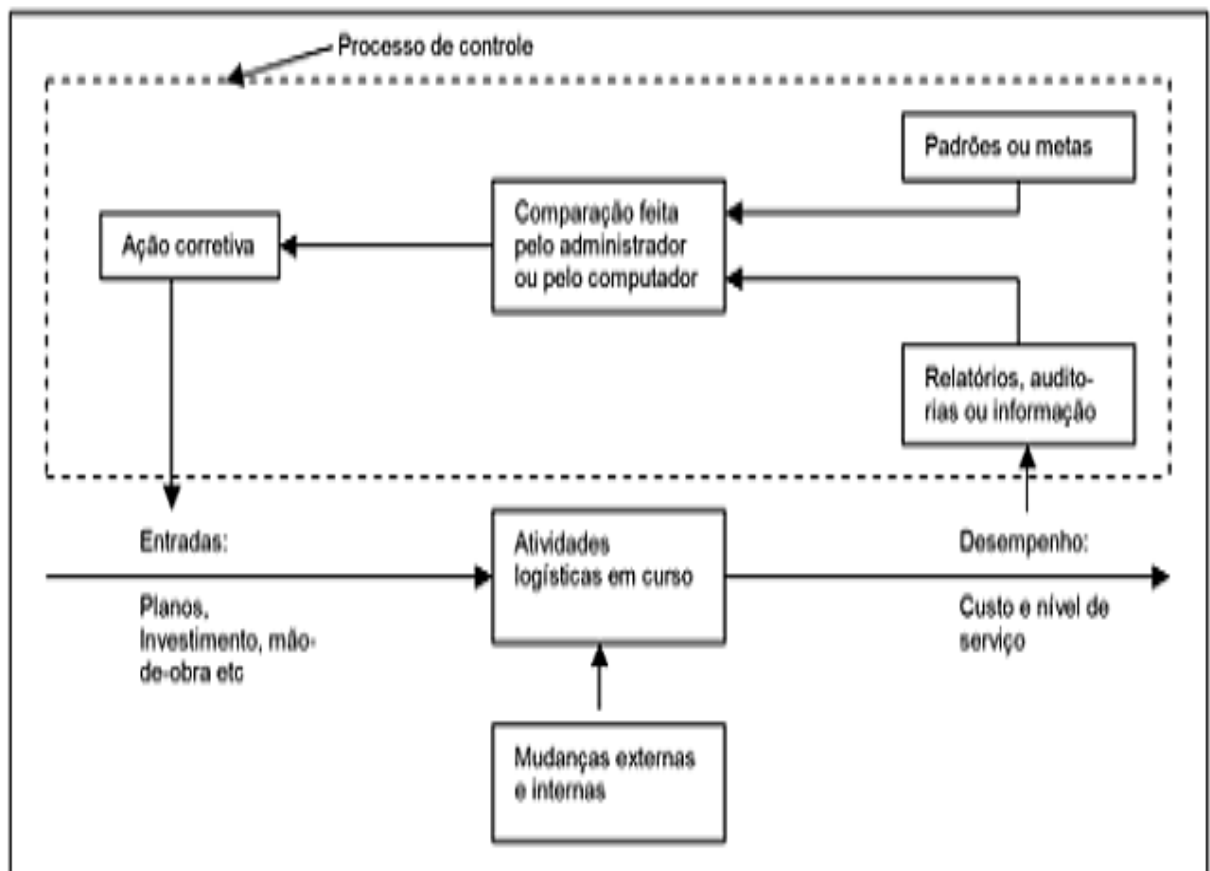 Processo de controle
Padrões ou metas
Comparação feita
pelo administrador
ou pelo computador
Ação corretiva
Relatórios, audito-
rias ou informação
Entradas:
Planos,
Investimento, mão-
de-obra etc
Atividades
logísticas em curso
Desempenho:
Custo e nível de
serviço
Mudanças externas
e internas